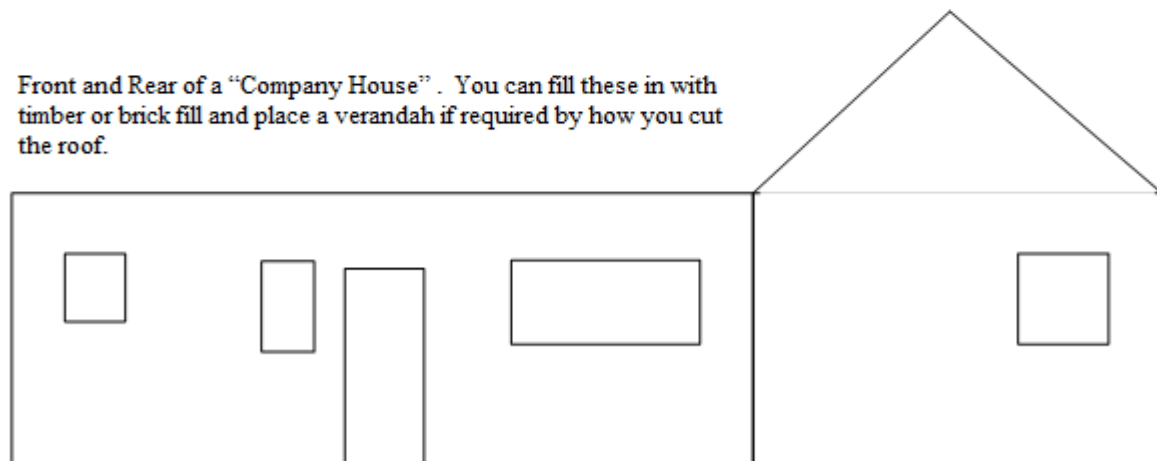 Front and Rear of a “Company House” .  You can fill these in with
timber or brick fill and place a verandah if required by how you cut
the roof.